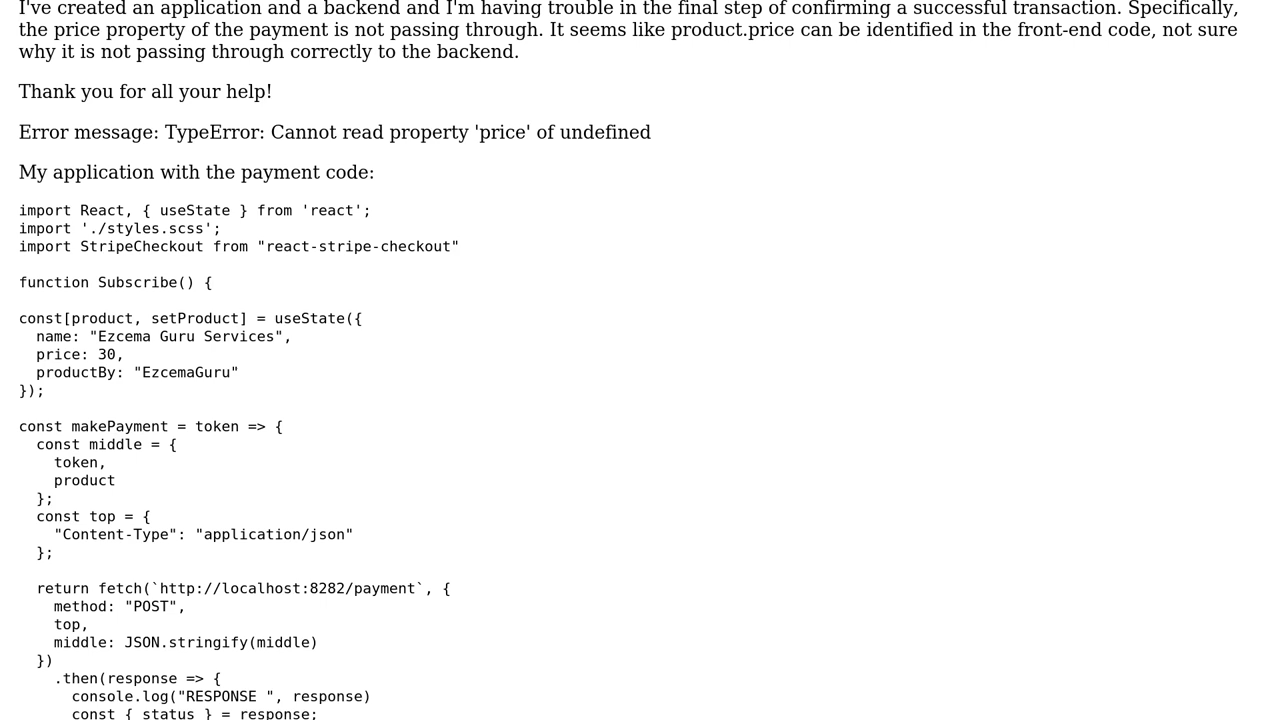 I've created an application and a backend and I'm having trouble in the final step of confirming a successful transaction. Specifically,
the price property of the payment is not passing through. It seems like product.price can be identified in the front-end code, not sure
why it is not passing through correctly to the backend.
Thank you for all your help!
Error message: TypeError: Cannot read property 'price' of undefined
My application with the payment code:
import React, { useState } from 'react';
import './styles.scss';
import StripeCheckout from "react-stripe-checkout"
function Subscribe() {
const[product, setProduct] = useState({
  name: "Ezcema Guru Services",
  price: 30,
  productBy: "EzcemaGuru"
});
const makePayment = token => {
  const middle = {
    token,
    product
  };
  const top = {
    "Content-Type": "application/json"
  };
  return fetch(`http://localhost:8282/payment`, {
    method: "POST",
    top,
    middle: JSON.stringify(middle)
  })
    .then(response => {
      console.log("RESPONSE ", response)
      const { status } = response;